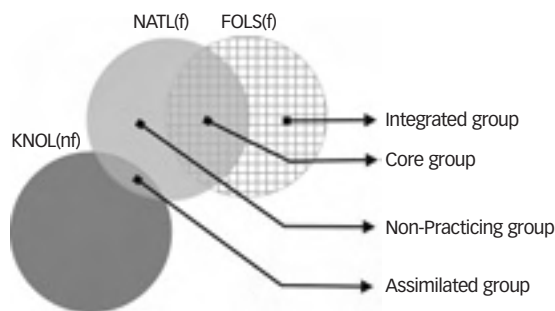 NATL(f) FOLS(f)
Integrated group
KNOL(nf)
Core group
Non-Practicing group
Assimilated group